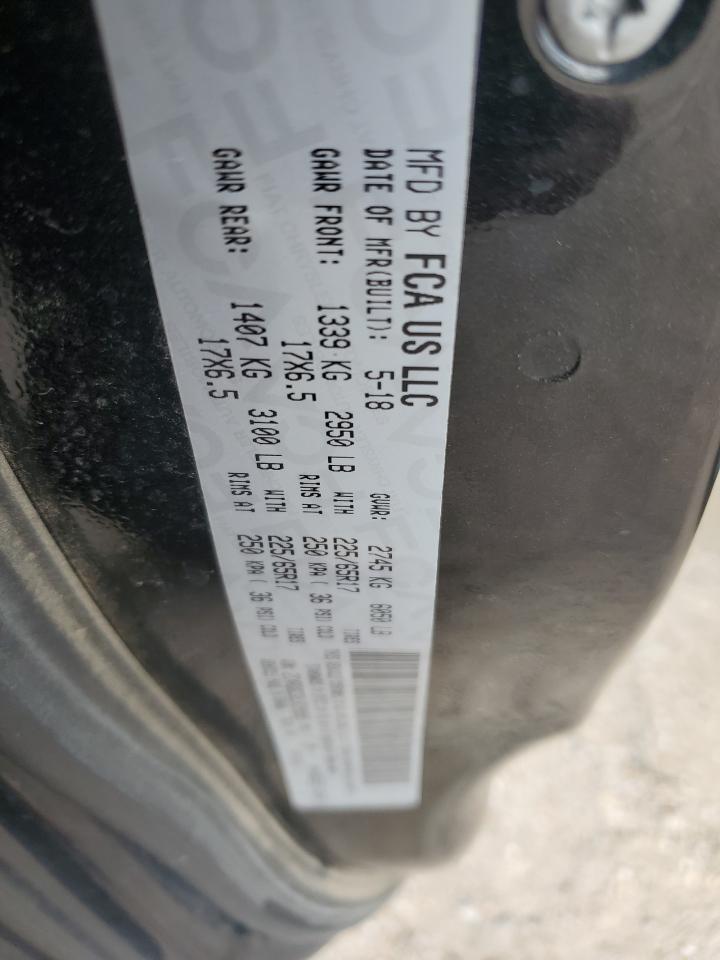 MFD BY FCA US LLC
DATE OF MFR(BUILT): 5-18 GVWR: 2745 KG 6050 LB
GAWR FRONT: 1339 KG 2950 LB WITH 225/65R17 TIRES
17X6.5 RIMS AT 250 KPA ( 36 PSI) COLD
GAWR REAR: 1407 KG 3100 LB WITH 225/65R17 TIRES
17X6.5 RIMS AT 250 KPA ( 36 PSI) COLD